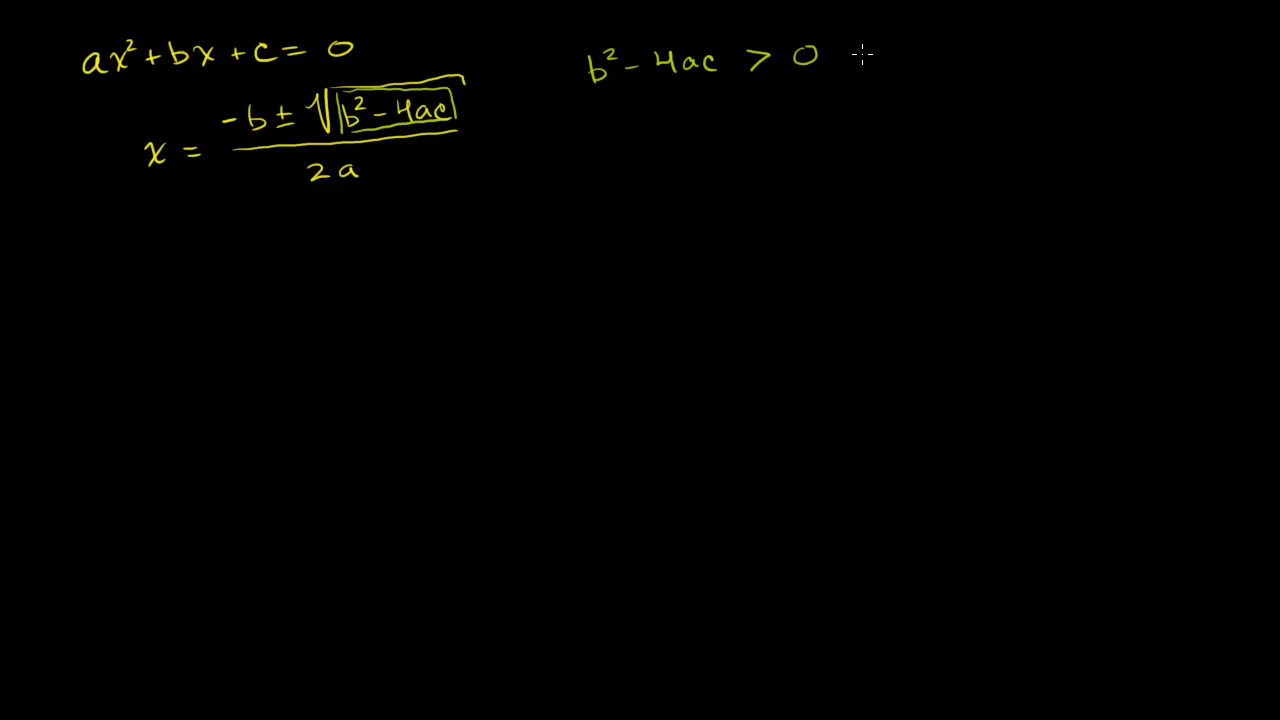 ax² + bx + c = 0
x = (-b ± √(b² - 4ac)) / 2a
b² - 4ac > 0